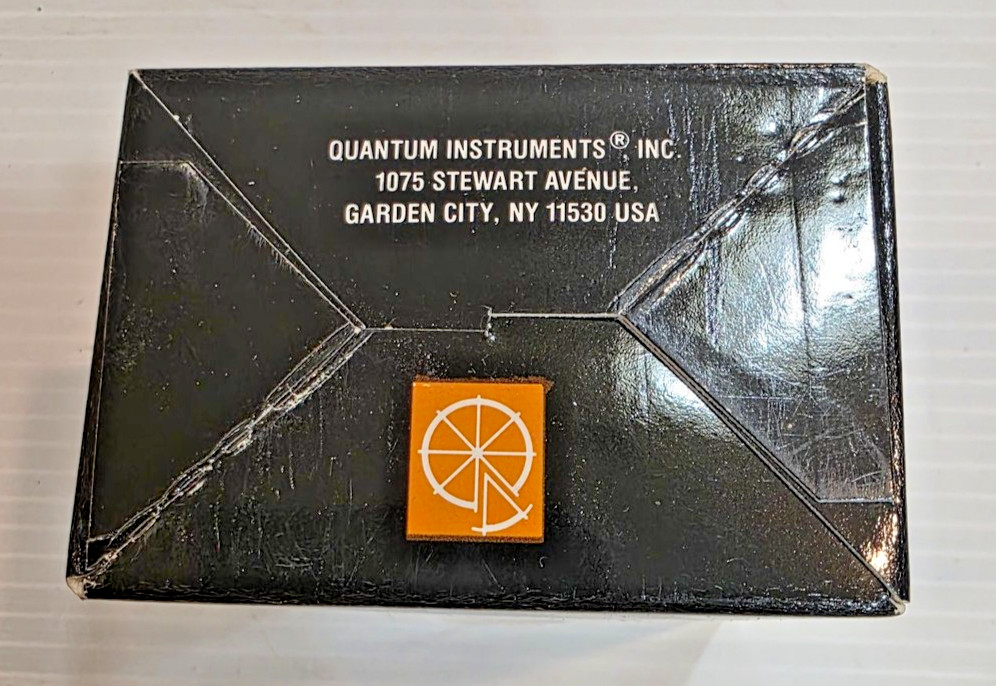 QUANTUM INSTRUMENTS® INC.
1075 STEWART AVENUE,
GARDEN CITY, NY 11530 USA